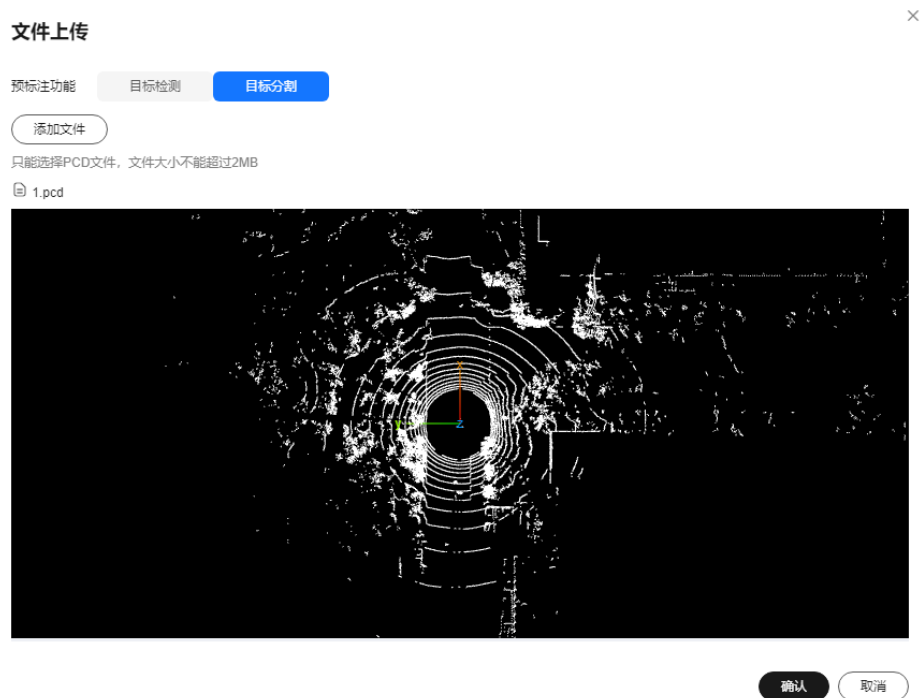 文件上传
预标注功能 目标检测 目标分割
添加文件
只能选择PCD文件，文件大小不能超过2MB
1.pcd
Y
Z
确认 取消